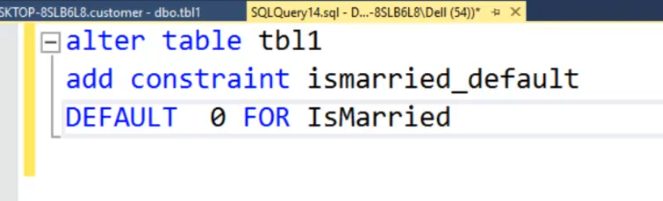 SKTOP-8SLB6L8.customer - dbo.tbl1
SQLQuery14.sql - D...-8SLB6L8\Dell (54))*
alter table tbl1
add constraint ismarried_default
DEFAULT  0 FOR IsMarried